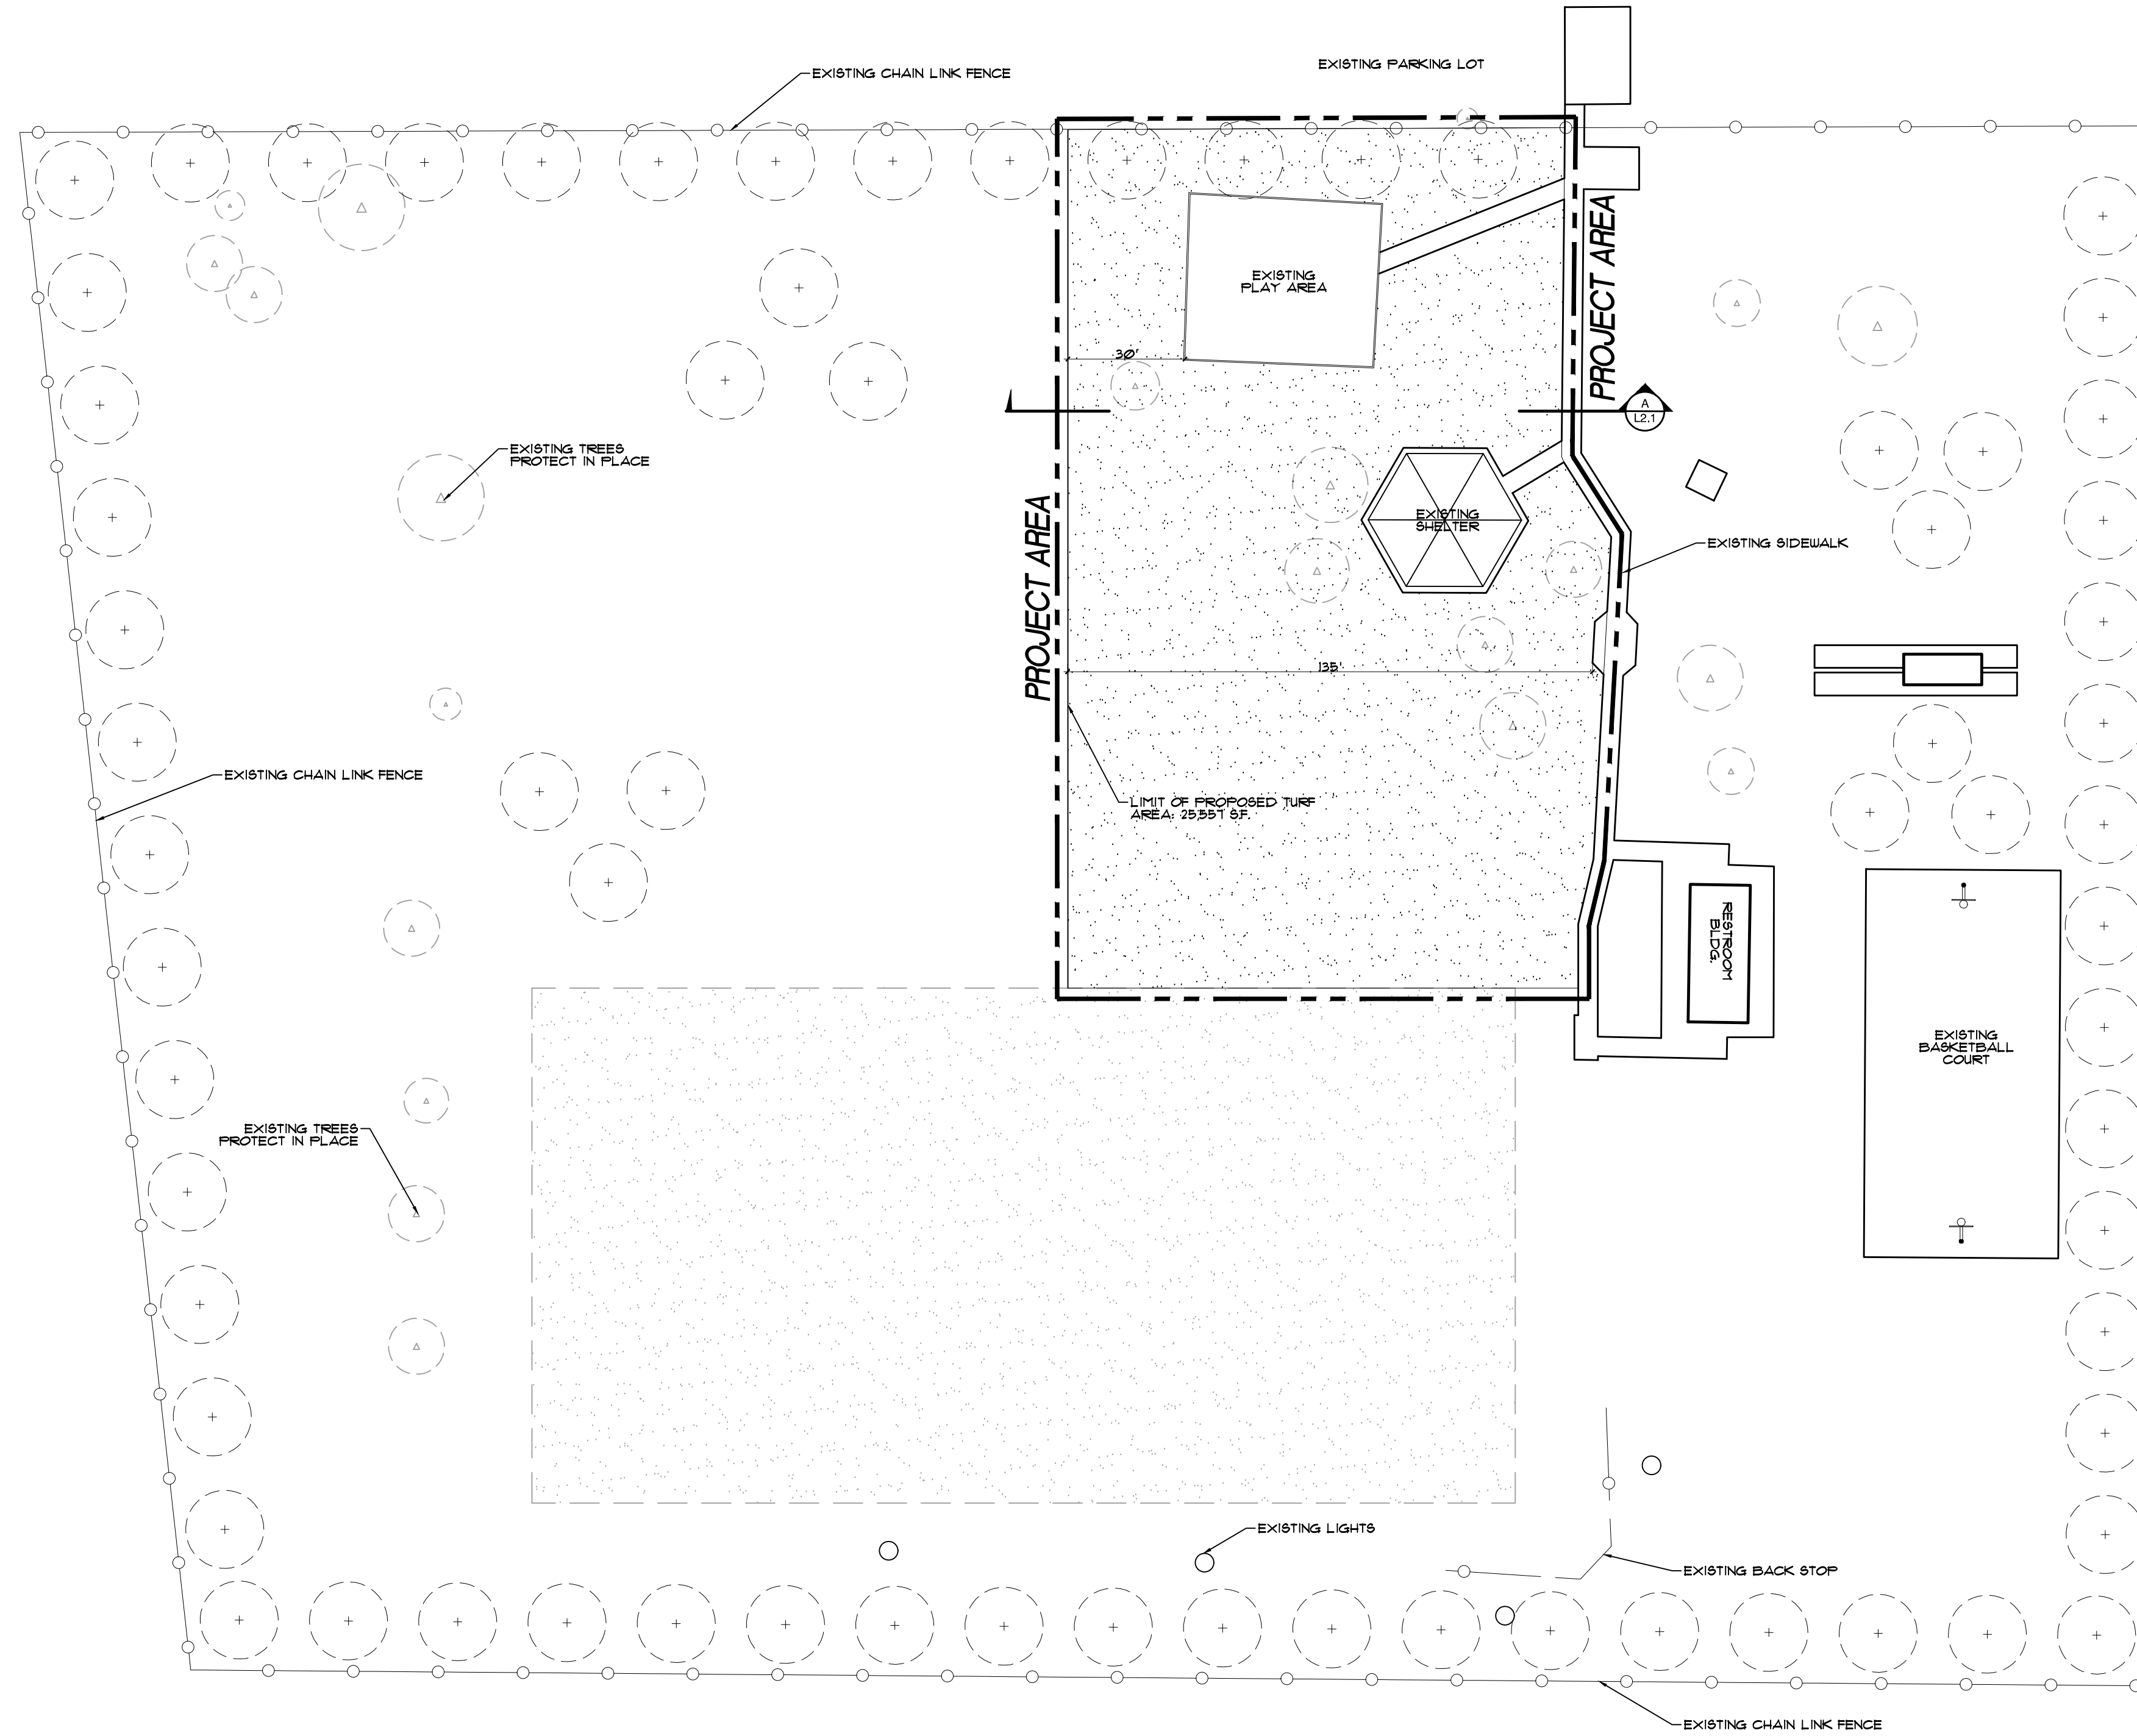 EXISTING PARKING LOT
EXISTING CHAIN LINK FENCE
PROJECT AREA
EXISTING
PLAY AREA
30'
A
L2.1
EXISTING TREES
PROTECT IN PLACE
PROJECT AREA
EXISTING
SHELTER
EXISTING SIDEWALK
135'
EXISTING CHAIN LINK FENCE
LIMIT OF PROPOSED TURF
AREA: 25,557 S.F.
RESTROOM
BLDG.
EXISTING
BASKETBALL
COURT
EXISTING TREES
PROTECT IN PLACE
EXISTING LIGHTS
EXISTING BACK STOP
EXISTING CHAIN LINK FENCE